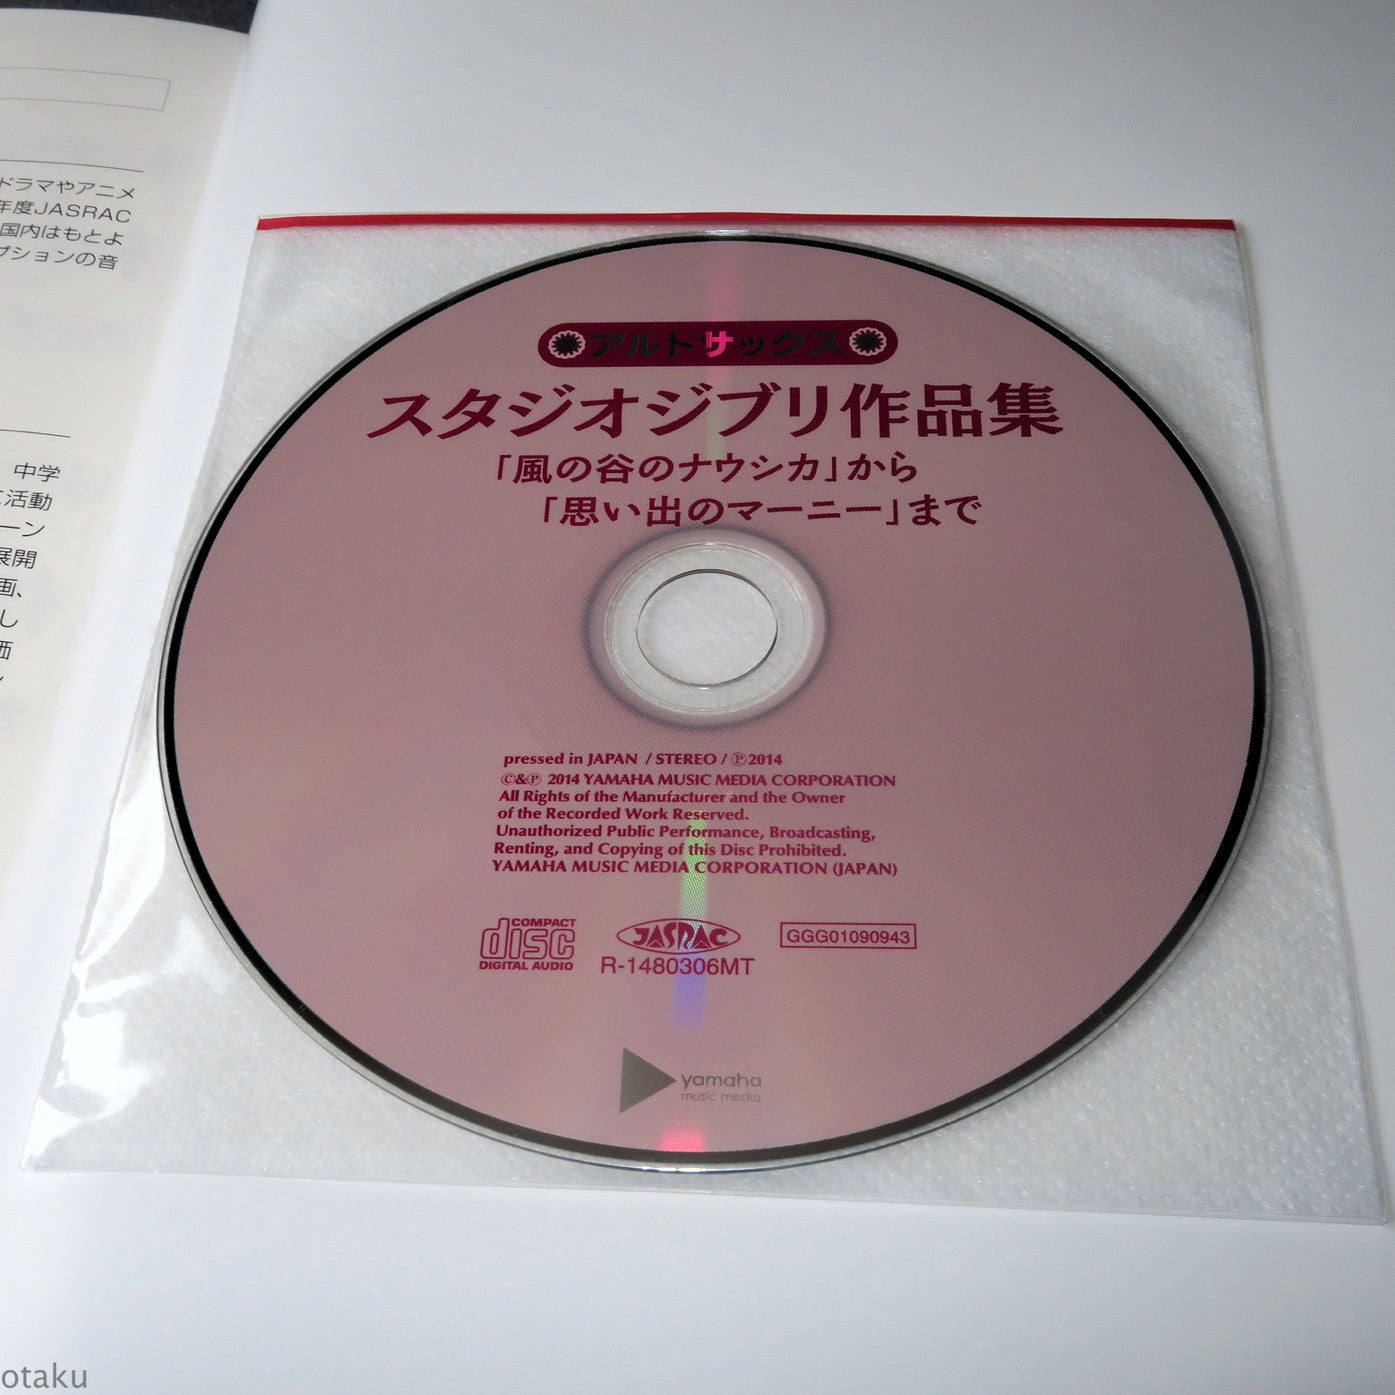 ドラマやアニメ
年度JASRAC
国内はもとよ
プションの音
中学
活動
ーン
展開
画、
し
価
アルトサックス
スタジオジブリ作品集
「風の谷のナウシカ」から
「思い出のマーニー」まで
pressed in JAPAN / STEREO / Ⓟ2014
©&Ⓟ 2014 YAMAHA MUSIC MEDIA CORPORATION
All Rights of the Manufacturer and the Owner
of the Recorded Work Reserved.
Unauthorized Public Performance, Broadcasting,
Renting, and Copying of this Disc Prohibited.
YAMAHA MUSIC MEDIA CORPORATION (JAPAN)
COMPACT
disc
DIGITAL AUDIO
JASRAC
R-1480306MT
GGG01090943
yamaha
music media
otaku